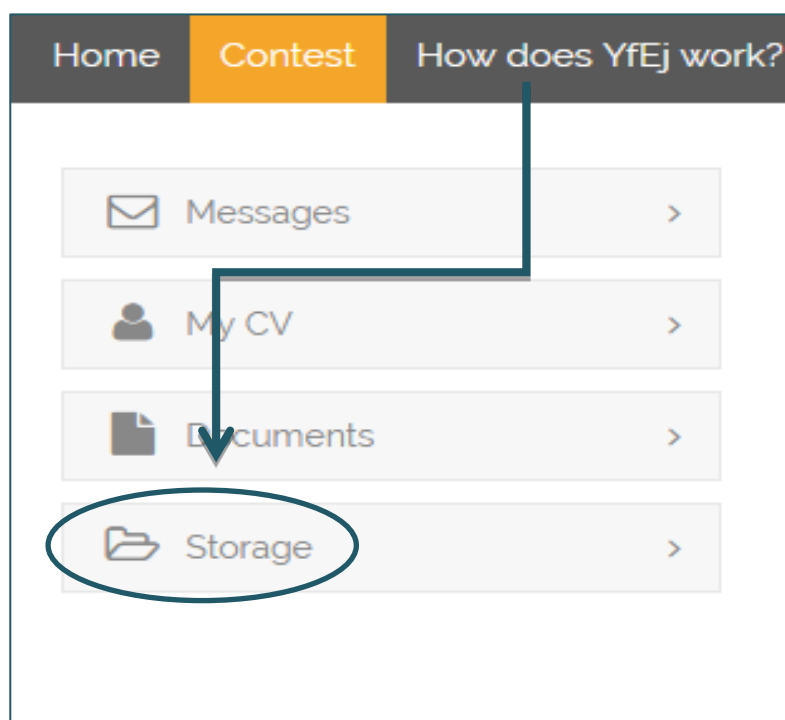 Home Contest How does YfEj work?
Messages
My CV
Documents
Storage